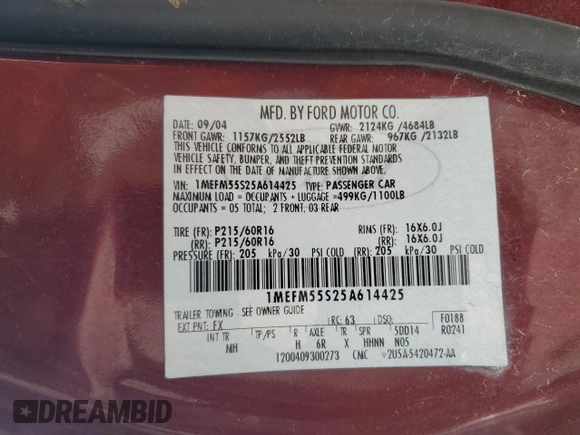 MFD. BY FORD MOTOR CO.
DATE: 09/04 GVWR: 2124KG /4684LB
FRONT GAWR: 1157KG/2552LB REAR GAWR: 967KG /2132LB
THIS VEHICLE CONFORMS TO ALL APPLICABLE FEDERAL MOTOR
VEHICLE SAFETY, BUMPER, AND THEFT PREVENTION STANDARDS
IN EFFECT ON THE DATE OF MANUFACTURE SHOWN ABOVE.
VIN: 1MEFM55S25A614425 TYPE: PASSENGER CAR
MAXIMUM LOAD = OCCUPANTS + LUGGAGE =499KG/1100LB
OCCUPANTS = 05 TOTAL: 2 FRONT, 03 REAR
TIRE (FR): P215/60R16 RIMS (FR): 16X6.0J
(RR): P215/60R16 (RR): 16X6.0J
PRESSURE (FR): 205 kPa/30 PSI COLD (RR): 205 kPa/30 PSI COLD
1MEFM55S25A614425
TRAILER TOWING - SEE OWNER GUIDE
EXT PNT: FX RC: 63 DSO: F0188
INT TR TP/PS R AXLE TR SPR 5DD14 R0241
MH H 6R X HHNN N05
1200409300273 CMC 2U5A-5420472-AA
DREAMBID